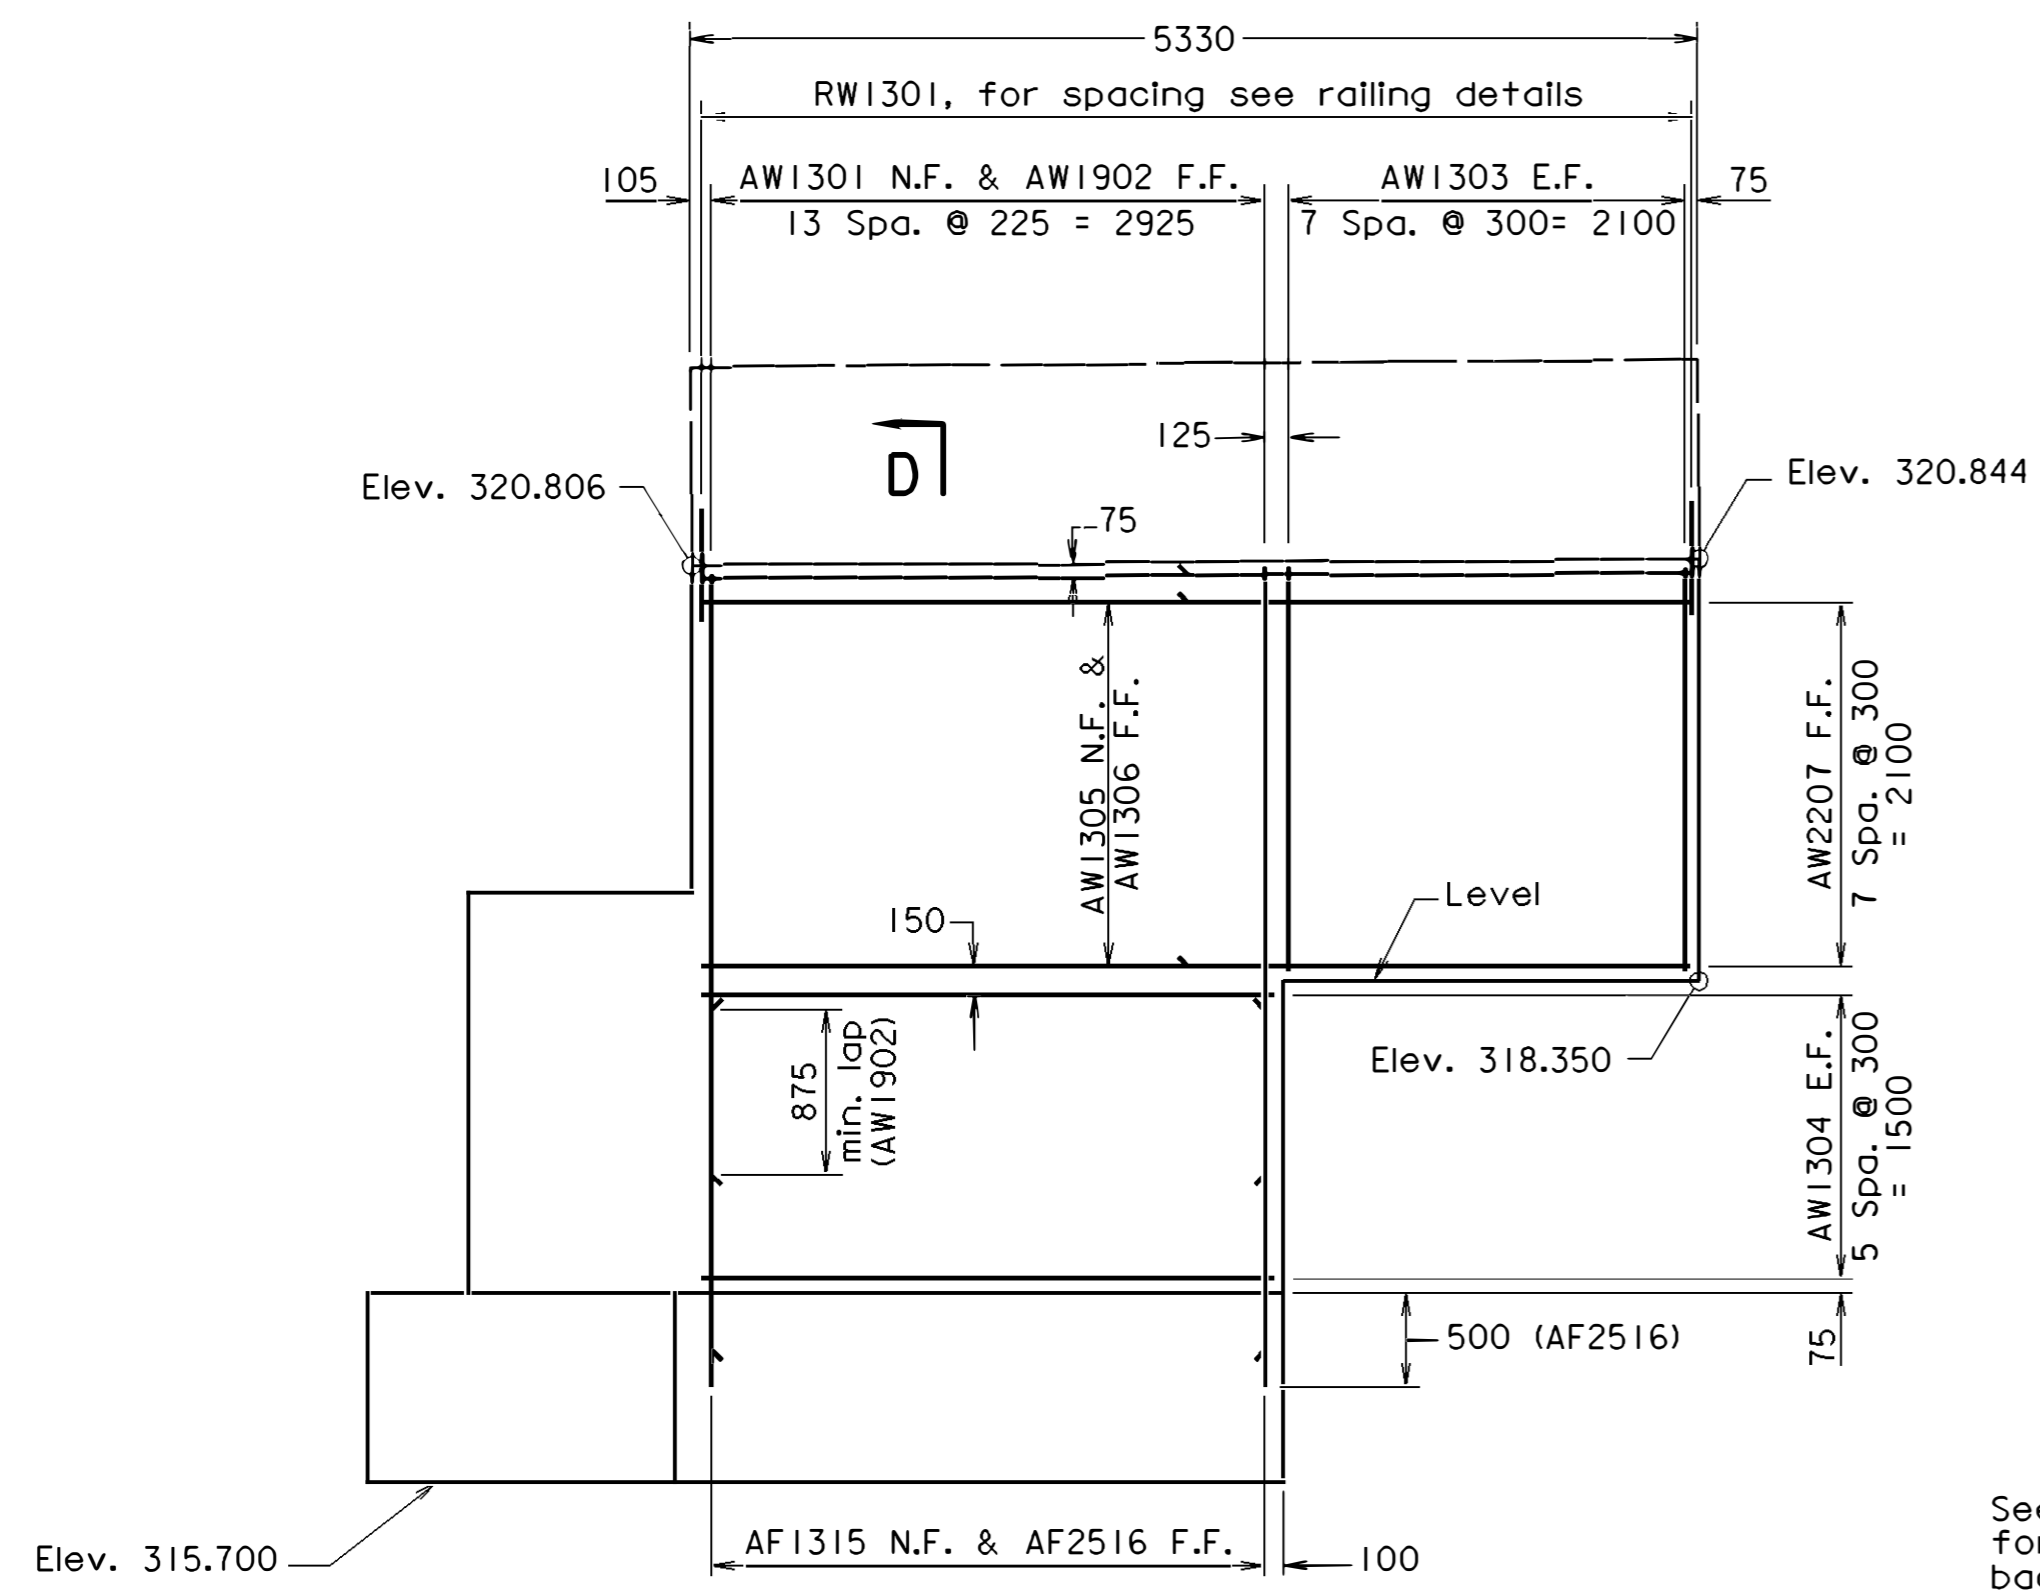 5330
RW1301, for spacing see railing details
105
AW1301 N.F. & AW1902 F.F.
13 Spa. @ 225 = 2925
AW1303 E.F.
7 Spa. @ 300= 2100
75
125
D
Elev. 320.806
Elev. 320.844
75
AW1305 N.F. &
AW1306 F.F.
AW2207 F.F.
7 Spa. @ 300
= 2100
150
Level
875
min. lap
(AW1902)
Elev. 318.350
AW1304 E.F.
5 Spa. @ 300
= 1500
500 (AF2516)
75
Elev. 315.700
AF1315 N.F. & AF2516 F.F.
100